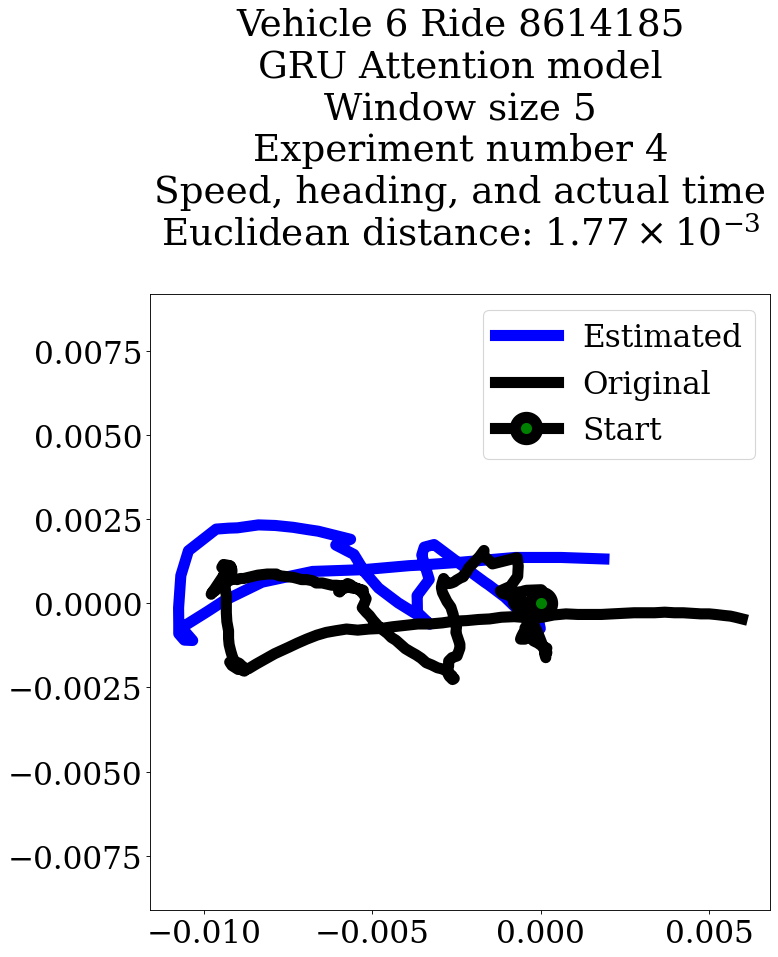 Vehicle 6 Ride 8614185
GRU Attention model
Window size 5
Experiment number 4
Speed, heading, and actual time
Euclidean distance: 1.77 × 10⁻³
Estimated
Original
Start
0.0075
0.0050
0.0025
0.0000
−0.0025
−0.0050
−0.0075
−0.010
−0.005
0.000
0.005